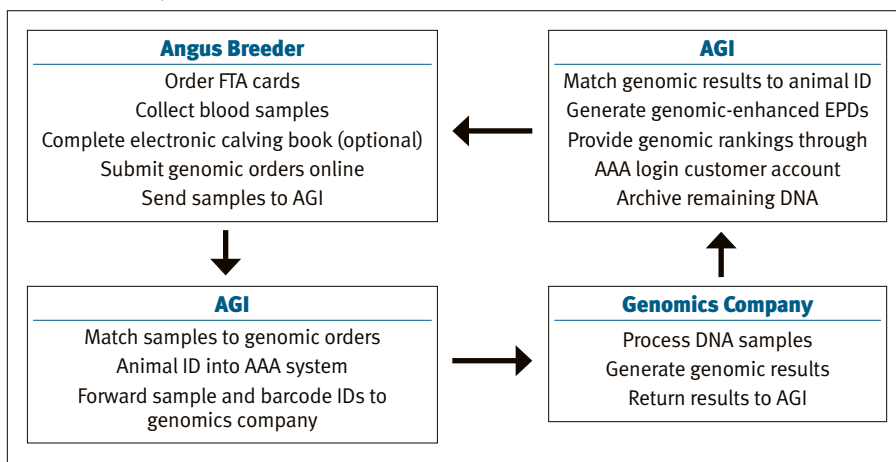 Angus Breeder
Order FTA cards
Collect blood samples
Complete electronic calving book (optional)
Submit genomic orders online
Send samples to AGI
AGI
Match samples to genomic orders
Animal ID into AAA system
Forward sample and barcode IDs to
genomics company
Genomics Company
Process DNA samples
Generate genomic results
Return results to AGI
AGI
Match genomic results to animal ID
Generate genomic-enhanced EPDs
Provide genomic rankings through
AAA login customer account
Archive remaining DNA